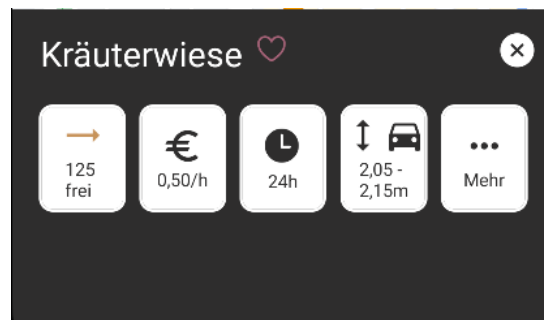 Kräuterwiese
125
frei
€
0,50/h
24h
2,05 -
2,15m
Mehr